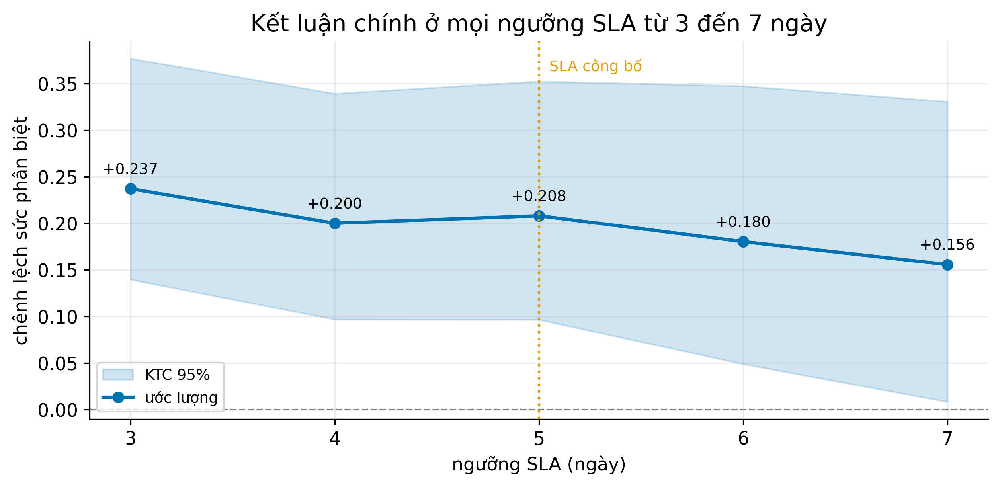 Kết luận chính ở mọi ngưỡng SLA từ 3 đến 7 ngày
chênh lệch sức phân biệt
0.35
0.30
0.25
0.20
0.15
0.10
0.05
0.00
SLA công bố
+0.237
+0.200
+0.208
+0.180
+0.156
KTC 95%
ước lượng
3 4 5 6 7
ngưỡng SLA (ngày)